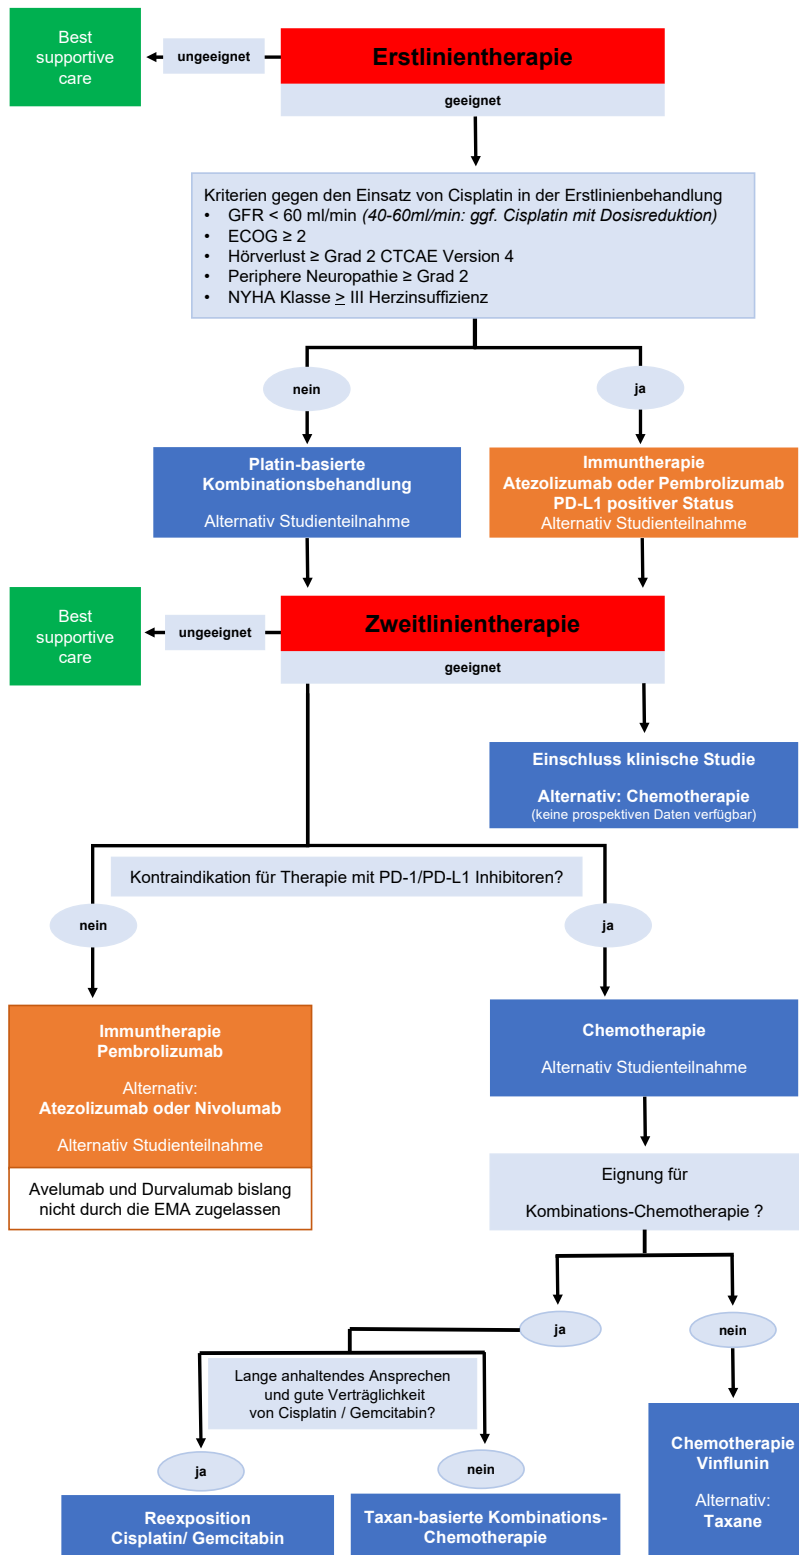 Best
supportive
care
ungeeignet
Erstlinientherapie
geeignet
Kriterien gegen den Einsatz von Cisplatin in der Erstlinienbehandlung
• GFR < 60 ml/min (40-60ml/min: ggf. Cisplatin mit Dosisreduktion)
• ECOG ≥ 2
• Hörverlust ≥ Grad 2 CTCAE Version 4
• Periphere Neuropathie ≥ Grad 2
• NYHA Klasse > III Herzinsuffizienz
nein
ja
Platin-basierte
Kombinationsbehandlung
Alternativ Studienteilnahme
Immuntherapie
Atezolizumab oder Pembrolizumab
PD-L1 positiver Status
Alternativ Studienteilnahme
Best
supportive
care
ungeeignet
Zweitlinientherapie
geeignet
Einschluss klinische Studie
Alternativ: Chemotherapie
(keine prospektiven Daten verfügbar)
Kontraindikation für Therapie mit PD-1/PD-L1 Inhibitoren?
nein
ja
Immuntherapie
Pembrolizumab
Alternativ:
Atezolizumab oder Nivolumab
Alternativ Studienteilnahme
Avelumab und Durvalumab bislang
nicht durch die EMA zugelassen
Chemotherapie
Alternativ Studienteilnahme
Eignung für
Kombinations-Chemotherapie ?
ja
nein
Lange anhaltendes Ansprechen
und gute Verträglichkeit
von Cisplatin / Gemcitabin?
ja
nein
Reexposition
Cisplatin/ Gemcitabin
Taxan-basierte Kombinations-
Chemotherapie
Chemotherapie
Vinflunin
Alternativ:
Taxane